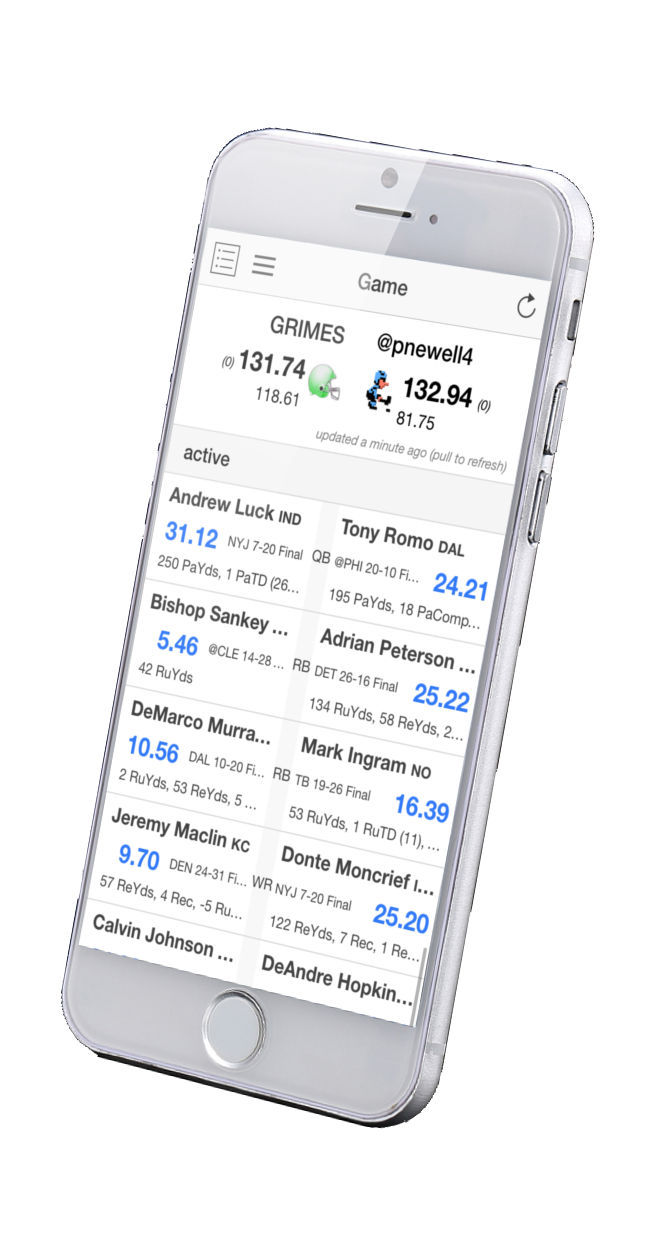 Game
GRIMES @pnewell4
(0) 131.74 132.94 (0)
118.61 81.75
updated a minute ago (pull to refresh)
active
Andrew Luck IND
31.12 NYJ 7-20 Final
250 PaYds, 1 PaTD (26...
QB
Tony Romo DAL
@PHI 20-10 Fi... 24.21
195 PaYds, 18 PaComp...
Bishop Sankey ...
5.46 @CLE 14-28 ...
42 RuYds
RB
Adrian Peterson ...
DET 26-16 Final 25.22
134 RuYds, 58 ReYds, 2...
DeMarco Murra...
10.56 DAL 10-20 Fi...
2 RuYds, 53 ReYds, 5 ...
RB
Mark Ingram NO
TB 19-26 Final 16.39
53 RuYds, 1 RuTD (11), ...
Jeremy Maclin KC
9.70 DEN 24-31 Fi...
57 ReYds, 4 Rec, -5 Ru...
WR
Donte Moncrief I...
NYJ 7-20 Final 25.20
122 ReYds, 7 Rec, 1 Re...
Calvin Johnson ...
DeAndre Hopkin...